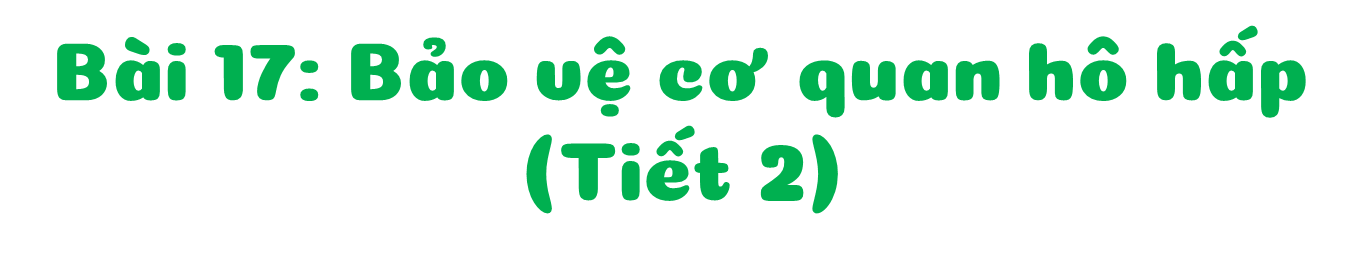 Bài 17: Bảo vệ cơ quan hô hấp
(Tiết 2)